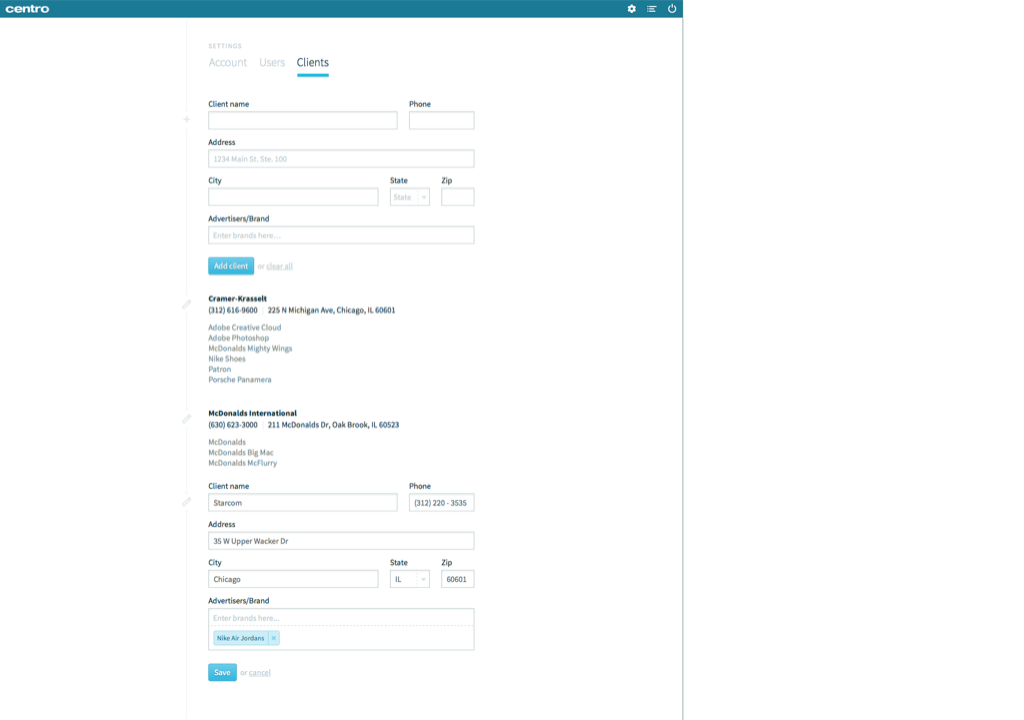 centro
SETTINGS
Account Users Clients
Client name Phone
Address
1234 Main St. Ste. 100
City State Zip
State
Advertisers/Brand
Enter brands here...
Add client or clear all
Cramer-Krasselt
(312) 616-9600 225 N Michigan Ave, Chicago, IL 60601
Adobe Creative Cloud
Adobe Photoshop
McDonalds Mighty Wings
Nike Shoes
Patron
Porsche Panamera
McDonalds International
(630) 623-3000 211 McDonalds Dr, Oak Brook, IL 60523
McDonalds
McDonalds Big Mac
McDonalds McFlurry
Client name Phone
Starcom (312) 220 - 3535
Address
35 W Upper Wacker Dr
City State Zip
Chicago IL 60601
Advertisers/Brand
Enter brands here...
Nike Air Jordans ×
Save or cancel